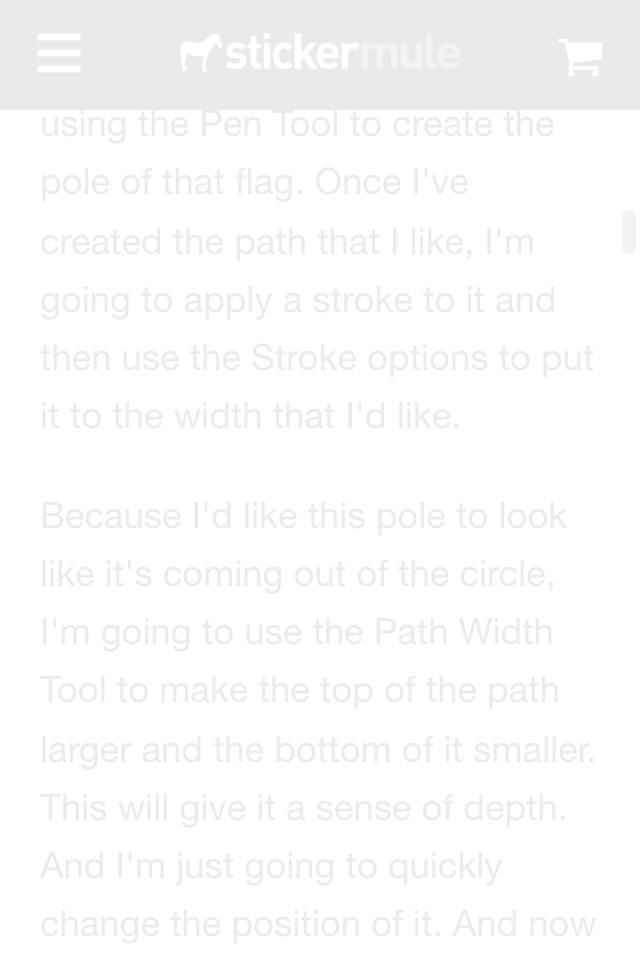 stickermule
using the Pen Tool to create the
pole of that flag. Once I've
created the path that I like, I'm
going to apply a stroke to it and
then use the Stroke options to put
it to the width that I'd like.
Because I'd like this pole to look
like it's coming out of the circle,
I'm going to use the Path Width
Tool to make the top of the path
larger and the bottom of it smaller.
This will give it a sense of depth.
And I'm just going to quickly
change the position of it. And now